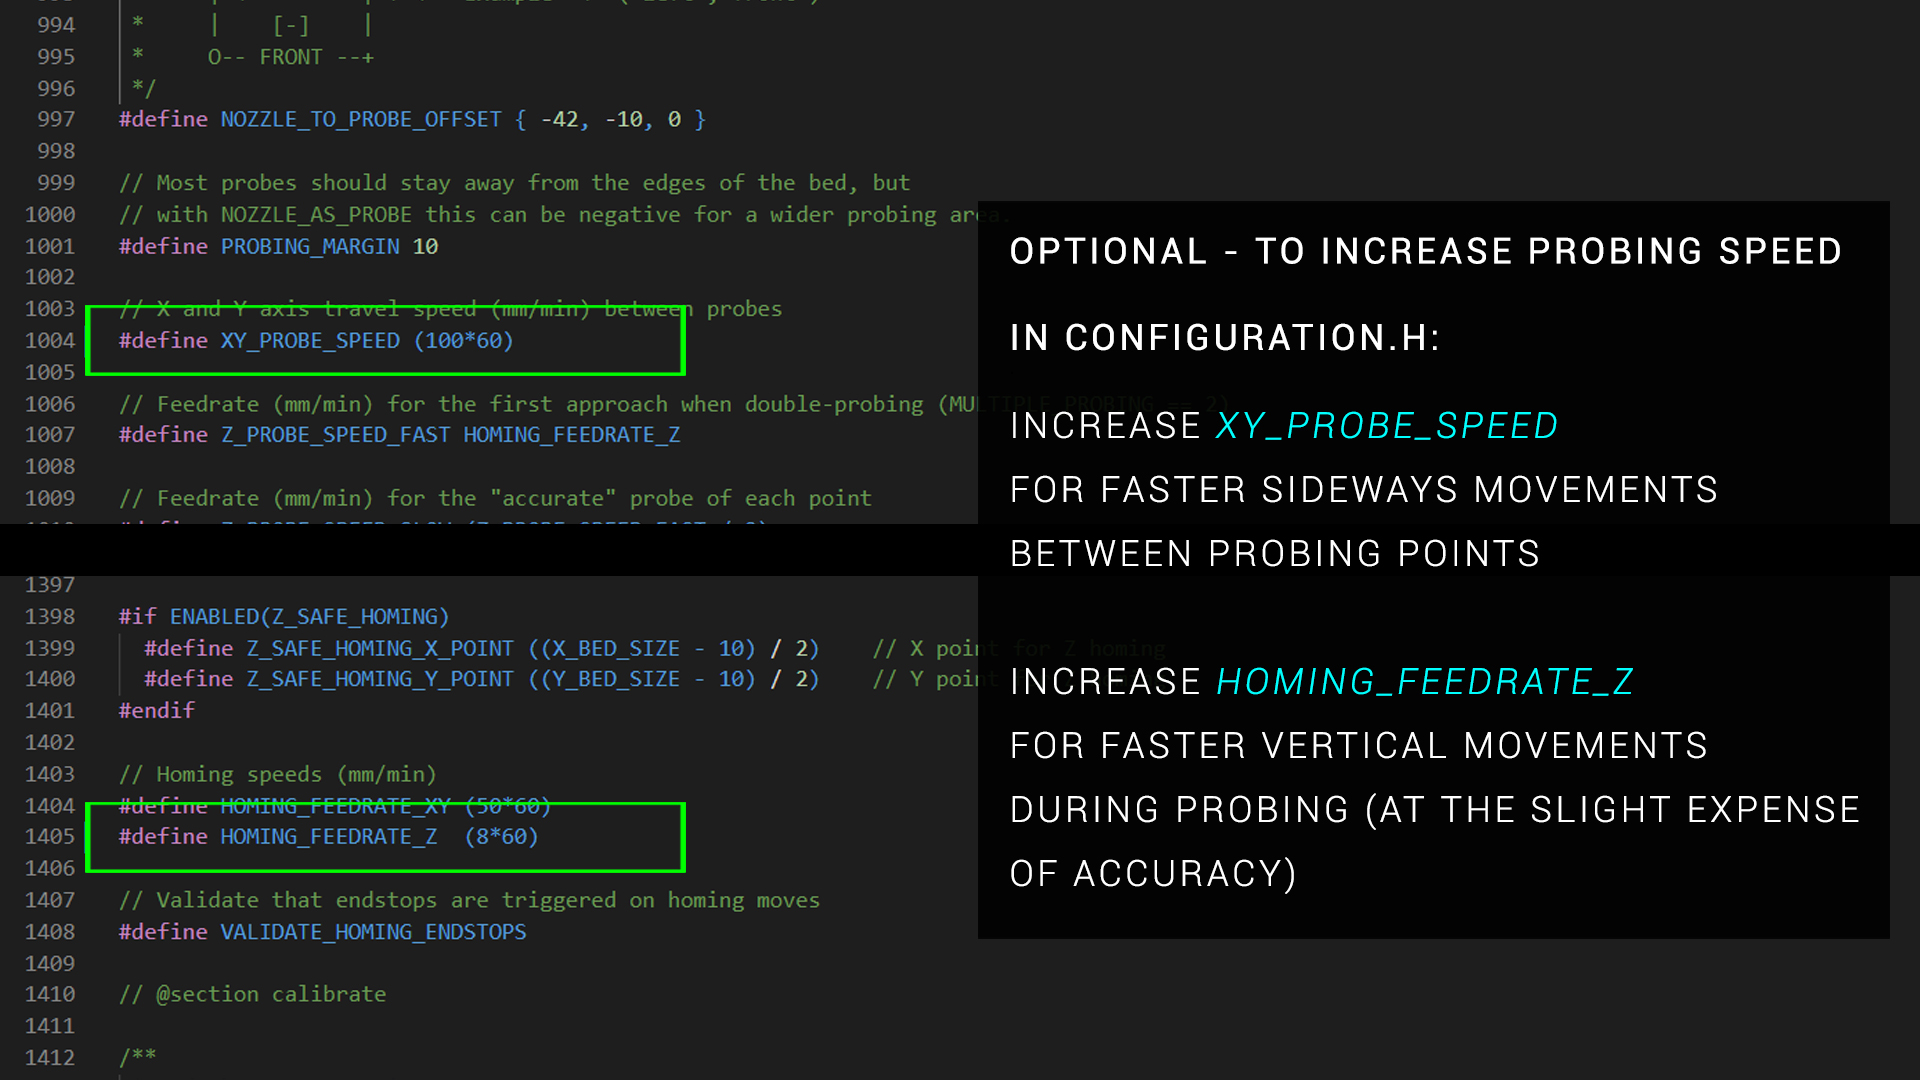 994 * | [-] |
995 * O-- FRONT --+
996 */
997 #define NOZZLE_TO_PROBE_OFFSET { -42, -10, 0 }
998
999 // Most probes should stay away from the edges of the bed, but
1000 // with NOZZLE_AS_PROBE this can be negative for a wider probing area.
1001 #define PROBING_MARGIN 10
1002
1003 // X and Y axis travel speed (mm/min) between probes
1004 #define XY_PROBE_SPEED (100*60)
1005
1006 // Feedrate (mm/min) for the first approach when double-probing (MULTIPLE_PROBING == 2)
1007 #define Z_PROBE_SPEED_FAST HOMING_FEEDRATE_Z
1008
1009 // Feedrate (mm/min) for the "accurate" probe of each point
1397
1398 #if ENABLED(Z_SAFE_HOMING)
1399 #define Z_SAFE_HOMING_X_POINT ((X_BED_SIZE - 10) / 2) // X point for Z homing
1400 #define Z_SAFE_HOMING_Y_POINT ((Y_BED_SIZE - 10) / 2) // Y point
1401 #endif
1402
1403 // Homing speeds (mm/min)
1404 #define HOMING_FEEDRATE_XY (50*60)
1405 #define HOMING_FEEDRATE_Z (8*60)
1406
1407 // Validate that endstops are triggered on homing moves
1408 #define VALIDATE_HOMING_ENDSTOPS
1409
1410 // @section calibrate
1411
1412 /**
OPTIONAL - TO INCREASE PROBING SPEED
IN CONFIGURATION.H:
INCREASE XY_PROBE_SPEED
FOR FASTER SIDEWAYS MOVEMENTS
BETWEEN PROBING POINTS
INCREASE HOMING_FEEDRATE_Z
FOR FASTER VERTICAL MOVEMENTS
DURING PROBING (AT THE SLIGHT EXPENSE
OF ACCURACY)